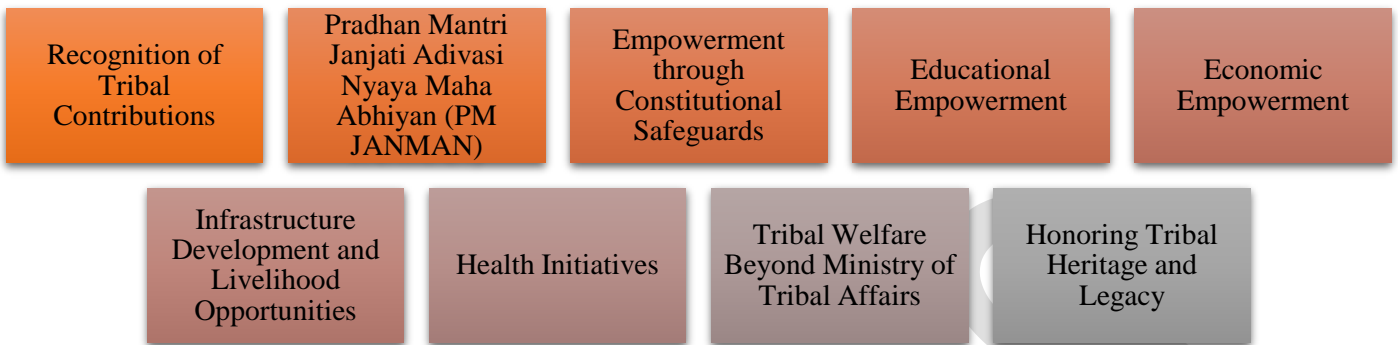 Recognition of
Tribal
Contributions
Pradhan Mantri
Janjati Adivasi
Nyaya Maha
Abhiyan (PM
JANMAN)
Empowerment
through
Constitutional
Safeguards
Educational
Empowerment
Economic
Empowerment
Infrastructure
Development and
Livelihood
Opportunities
Health Initiatives
Tribal Welfare
Beyond Ministry of
Tribal Affairs
Honoring Tribal
Heritage and
Legacy